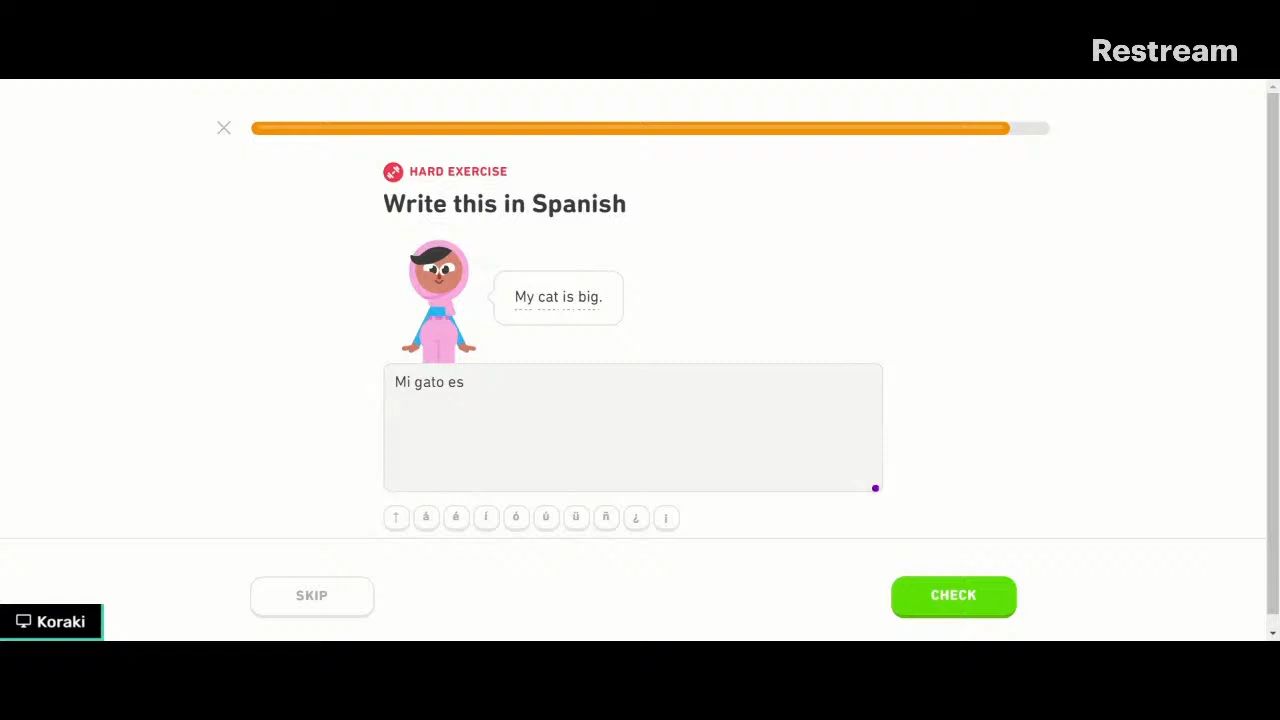 Restream
HARD EXERCISE
Write this in Spanish
My cat is big.
Mi gato es
↑ á é í ó ú ü ñ ¿ ¡
SKIP
CHECK
Koraki